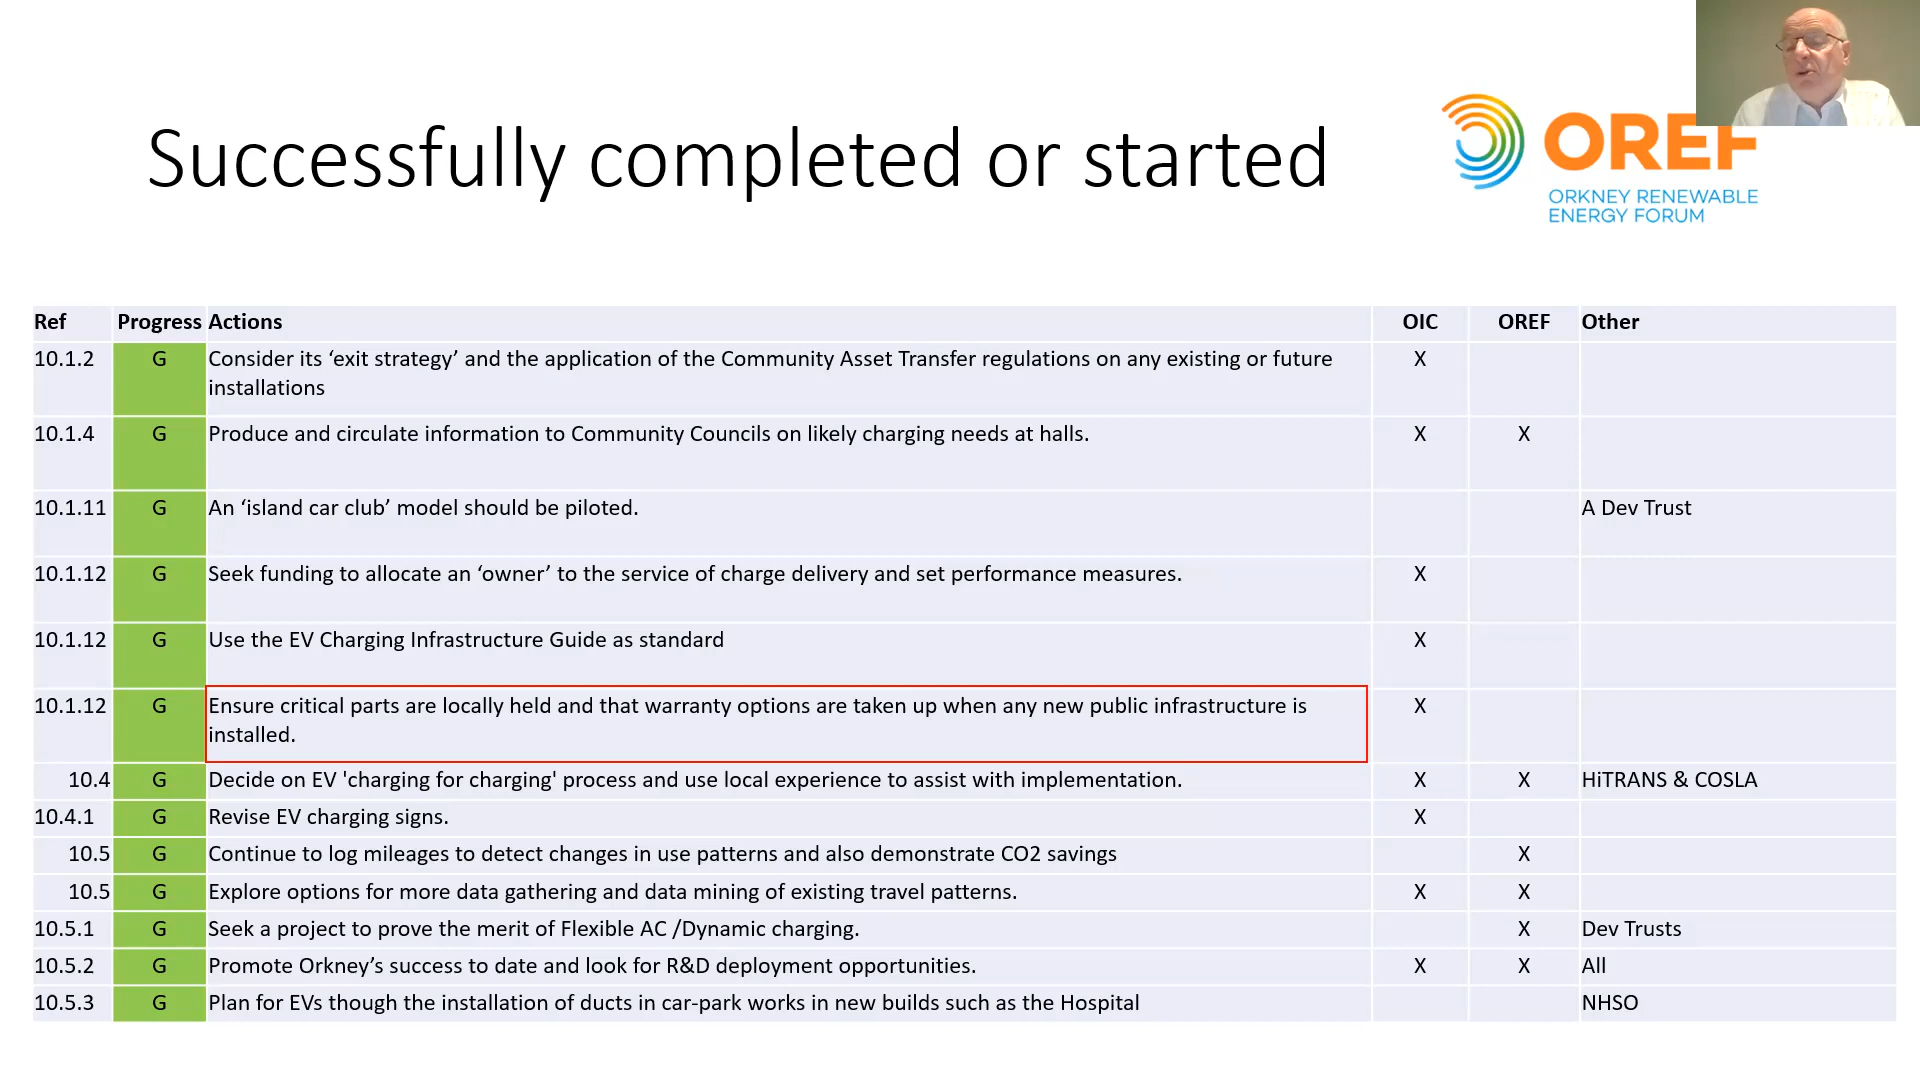 Successfully completed or started
OREF
ORKNEY RENEWABLE
ENERGY FORUM
Ref Progress Actions OIC OREF Other
10.1.2 G Consider its ‘exit strategy’ and the application of the Community Asset Transfer regulations on any existing or future X
installations
10.1.4 G Produce and circulate information to Community Councils on likely charging needs at halls. X X
10.1.11 G An ‘island car club’ model should be piloted. A Dev Trust
10.1.12 G Seek funding to allocate an ‘owner’ to the service of charge delivery and set performance measures. X
10.1.12 G Use the EV Charging Infrastructure Guide as standard X
10.1.12 G Ensure critical parts are locally held and that warranty options are taken up when any new public infrastructure is X
installed.
10.4 G Decide on EV 'charging for charging' process and use local experience to assist with implementation. X X HiTRANS & COSLA
10.4.1 G Revise EV charging signs. X
10.5 G Continue to log mileages to detect changes in use patterns and also demonstrate CO2 savings X
10.5 G Explore options for more data gathering and data mining of existing travel patterns. X X
10.5.1 G Seek a project to prove the merit of Flexible AC /Dynamic charging. X Dev Trusts
10.5.2 G Promote Orkney’s success to date and look for R&D deployment opportunities. X X All
10.5.3 G Plan for EVs though the installation of ducts in car-park works in new builds such as the Hospital NHSO